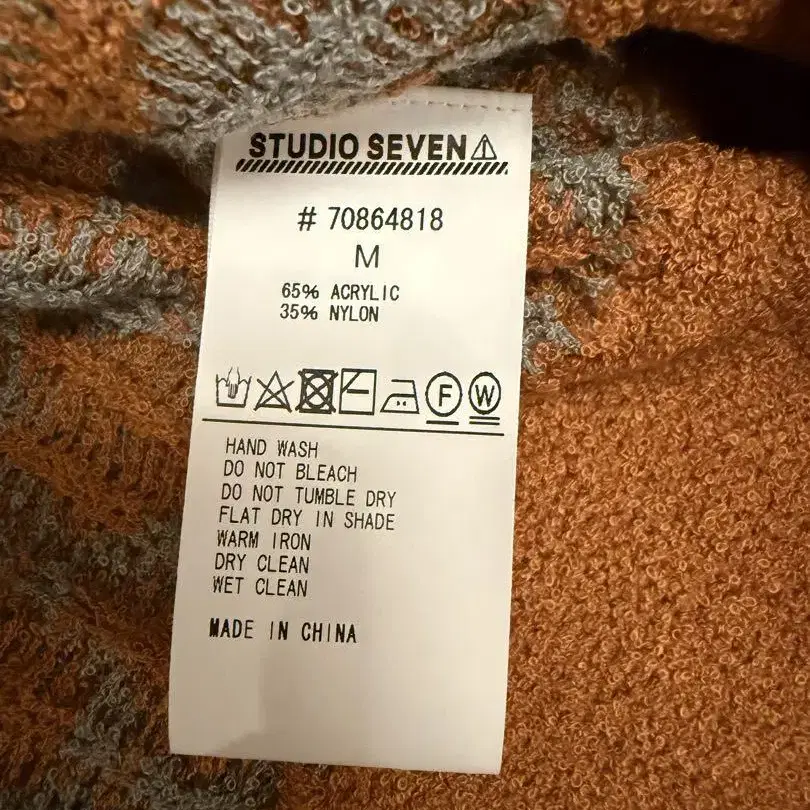 STUDIO SEVEN
# 70864818
M
65% ACRYLIC
35% NYLON
F W
HAND WASH
DO NOT BLEACH
DO NOT TUMBLE DRY
FLAT DRY IN SHADE
WARM IRON
DRY CLEAN
WET CLEAN
MADE IN CHINA